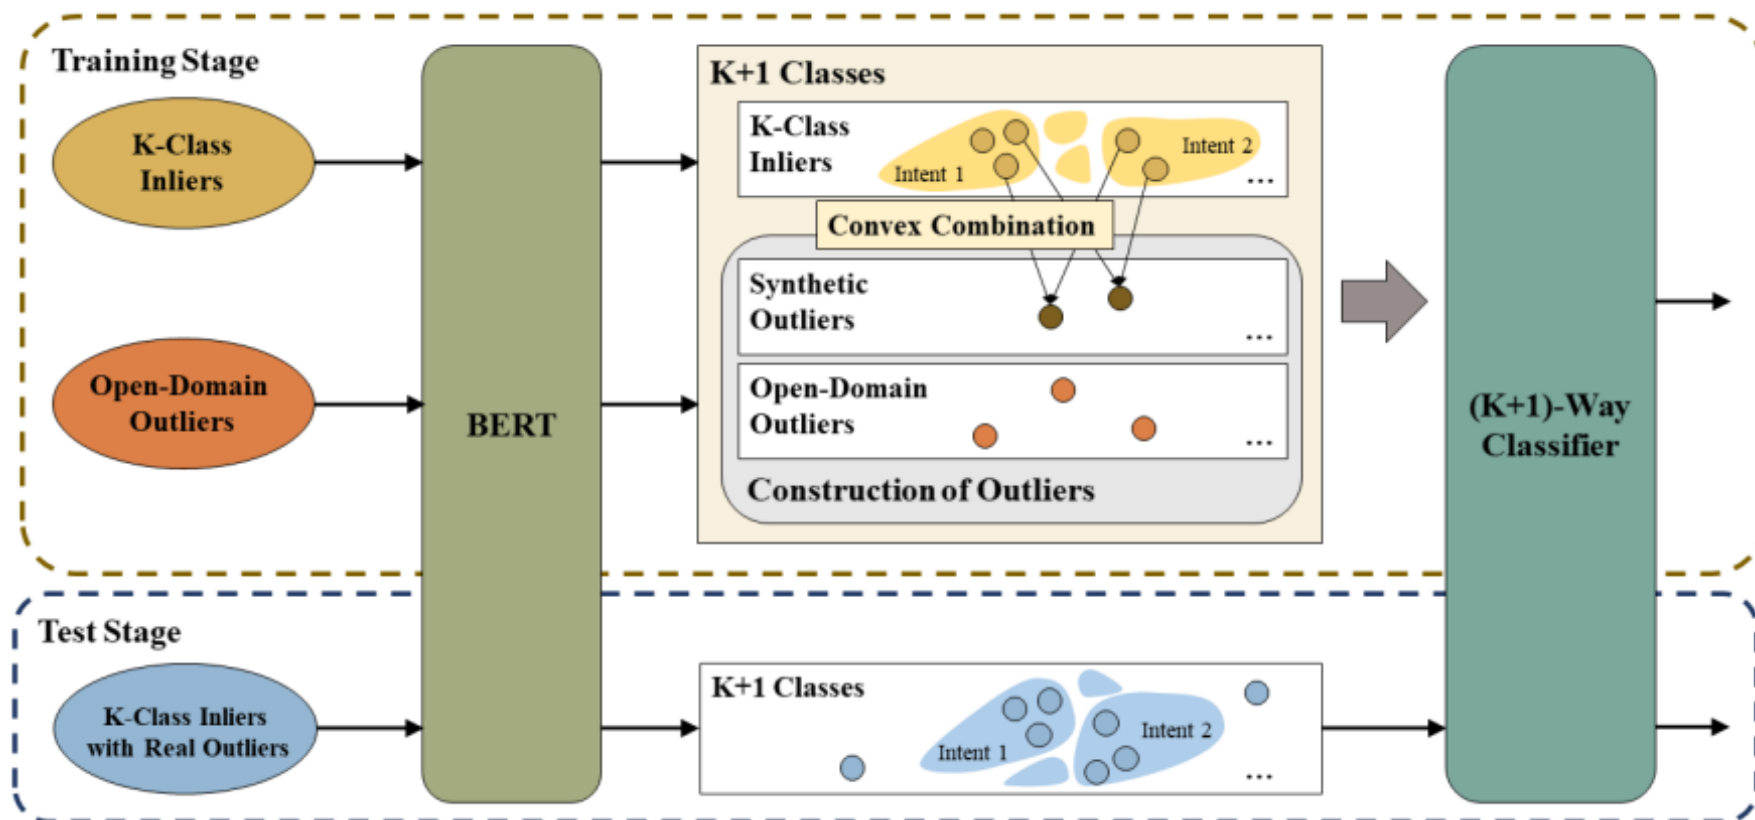 Training Stage
K-Class
Inliers
Open-Domain
Outliers
BERT
K+1 Classes
K-Class
Inliers
Intent 1
Intent 2
...
Convex Combination
Synthetic
Outliers
...
Open-Domain
Outliers
...
Construction of Outliers
(K+1)-Way
Classifier
Test Stage
K-Class Inliers
with Real Outliers
K+1 Classes
Intent 1
Intent 2
...